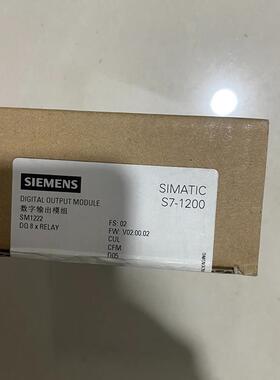 SIEMENS
SIMATIC
S7-1200
DIGITAL OUTPUT MODULE
数字输出模组
SM1222
DQ 8 x RELAY
FS: 02
FW: V02.00.02
CUL
CFM